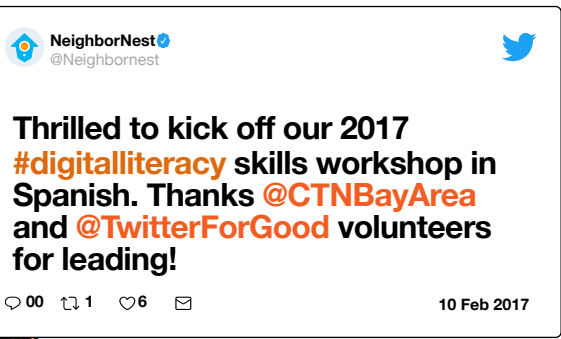 NeighborNest
@Neighbornest
Thrilled to kick off our 2017
#digitalliteracy skills workshop in
Spanish. Thanks @CTNBayArea
and @TwitterForGood volunteers
for leading!
00 1 6 10 Feb 2017